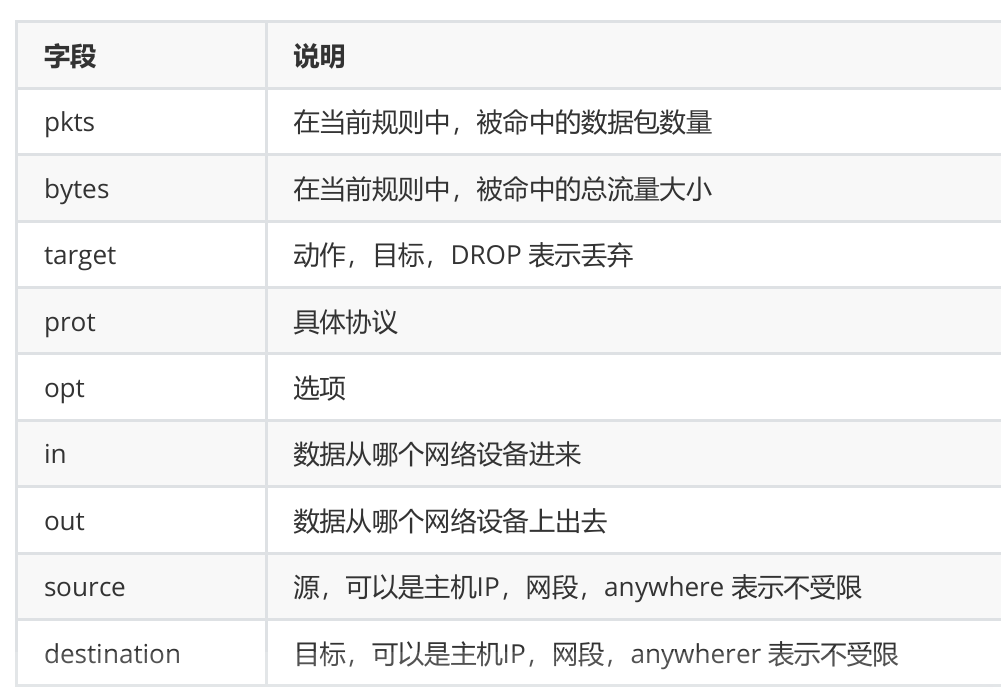 字段 说明
pkts 在当前规则中，被命中的数据包数量
bytes 在当前规则中，被命中的总流量大小
target 动作，目标，DROP 表示丢弃
prot 具体协议
opt 选项
in 数据从哪个网络设备进来
out 数据从哪个网络设备上出去
source 源，可以是主机IP，网段，anywhere 表示不受限
destination 目标，可以是主机IP，网段，anywherer 表示不受限